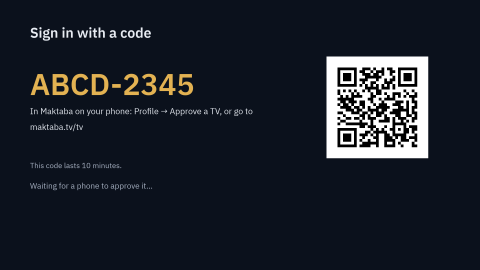 Sign in with a code
ABCD-2345
In Maktaba on your phone: Profile → Approve a TV, or go to
maktaba.tv/tv
This code lasts 10 minutes.
Waiting for a phone to approve it...